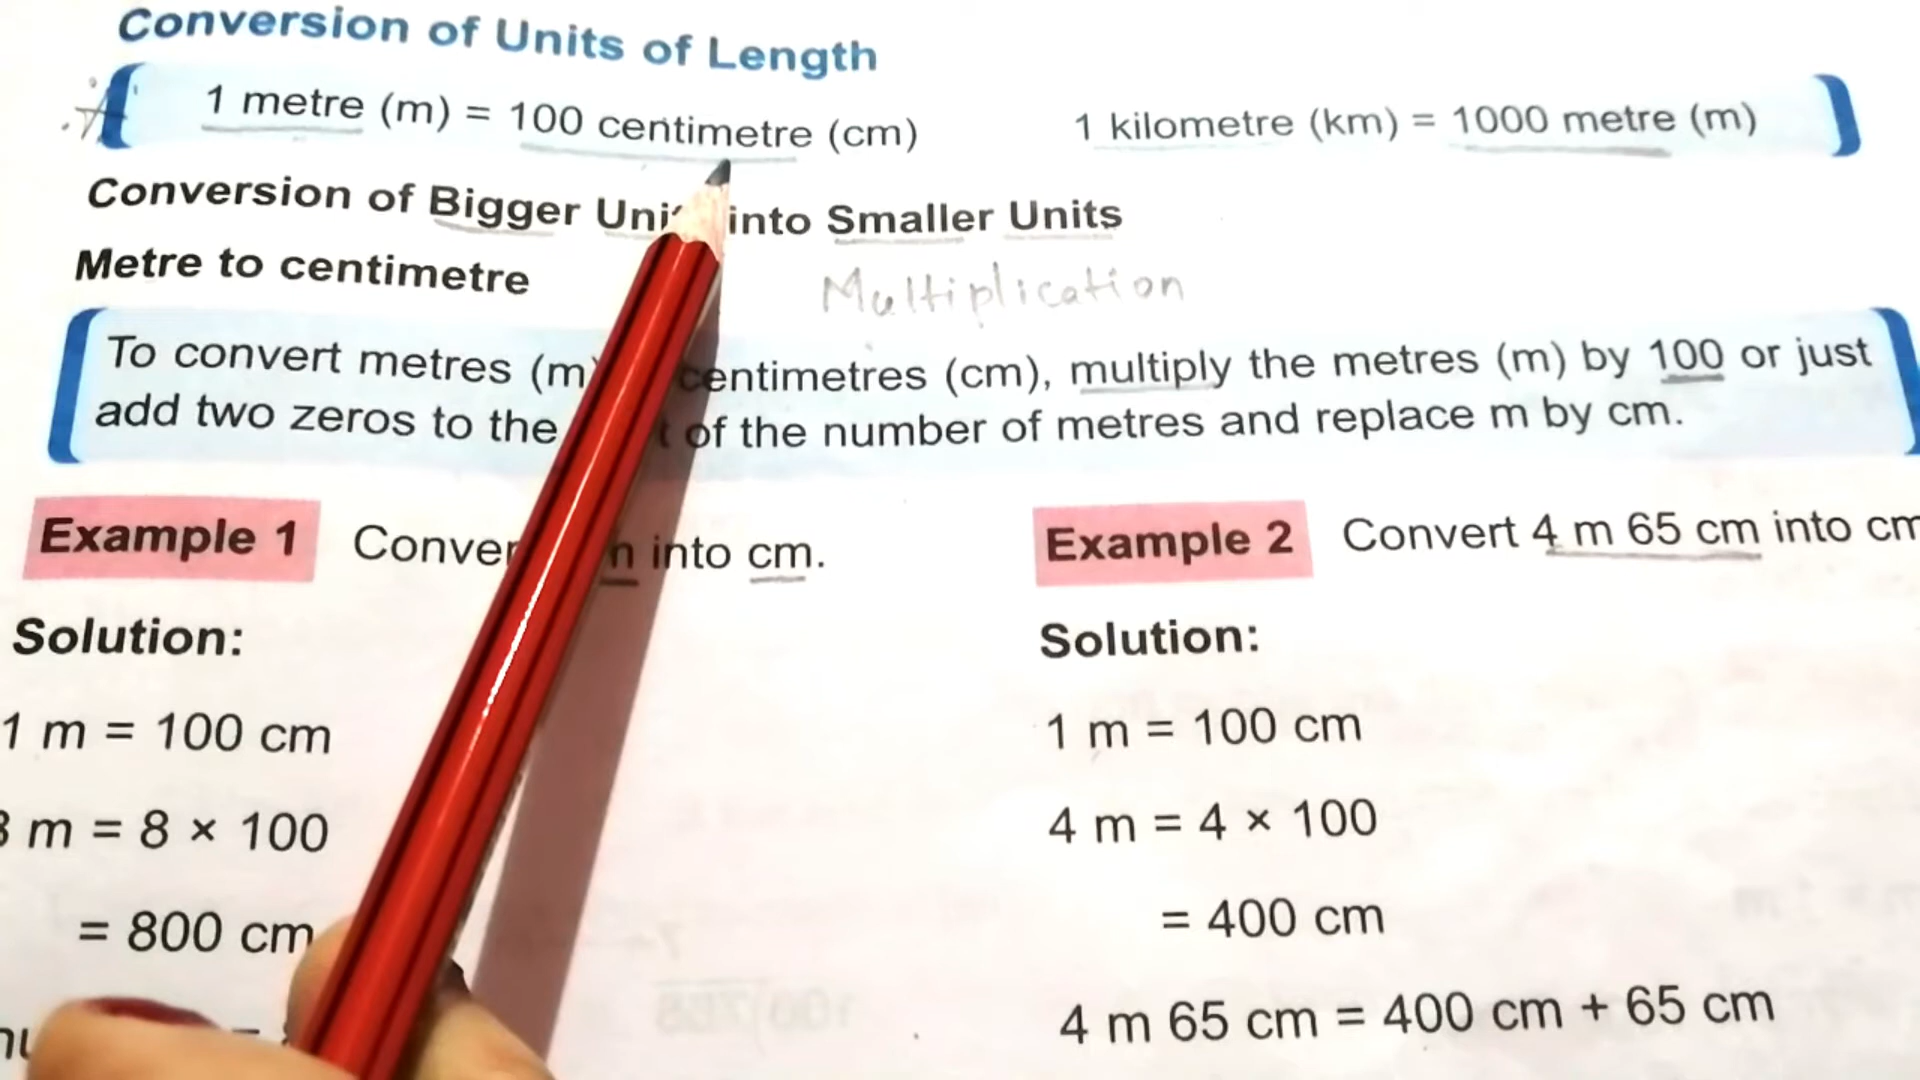 Conversion of Units of Length
1 metre (m) = 100 centimetre (cm) 1 kilometre (km) = 1000 metre (m)
Conversion of Bigger into Smaller Units
Metre to centimetre
Multiplication
To convert metres (m) centimetres (cm), multiply the metres (m) by 100 or just
add two zeros to the of the number of metres and replace m by cm.
Example 1 into cm.
Example 2 Convert 4 m 65 cm into cm
Solution:
1 m = 100 cm
m = 8 × 100
= 800 cm
Solution:
1 m = 100 cm
4 m = 4 × 100
= 400 cm
4 m 65 cm = 400 cm + 65 cm